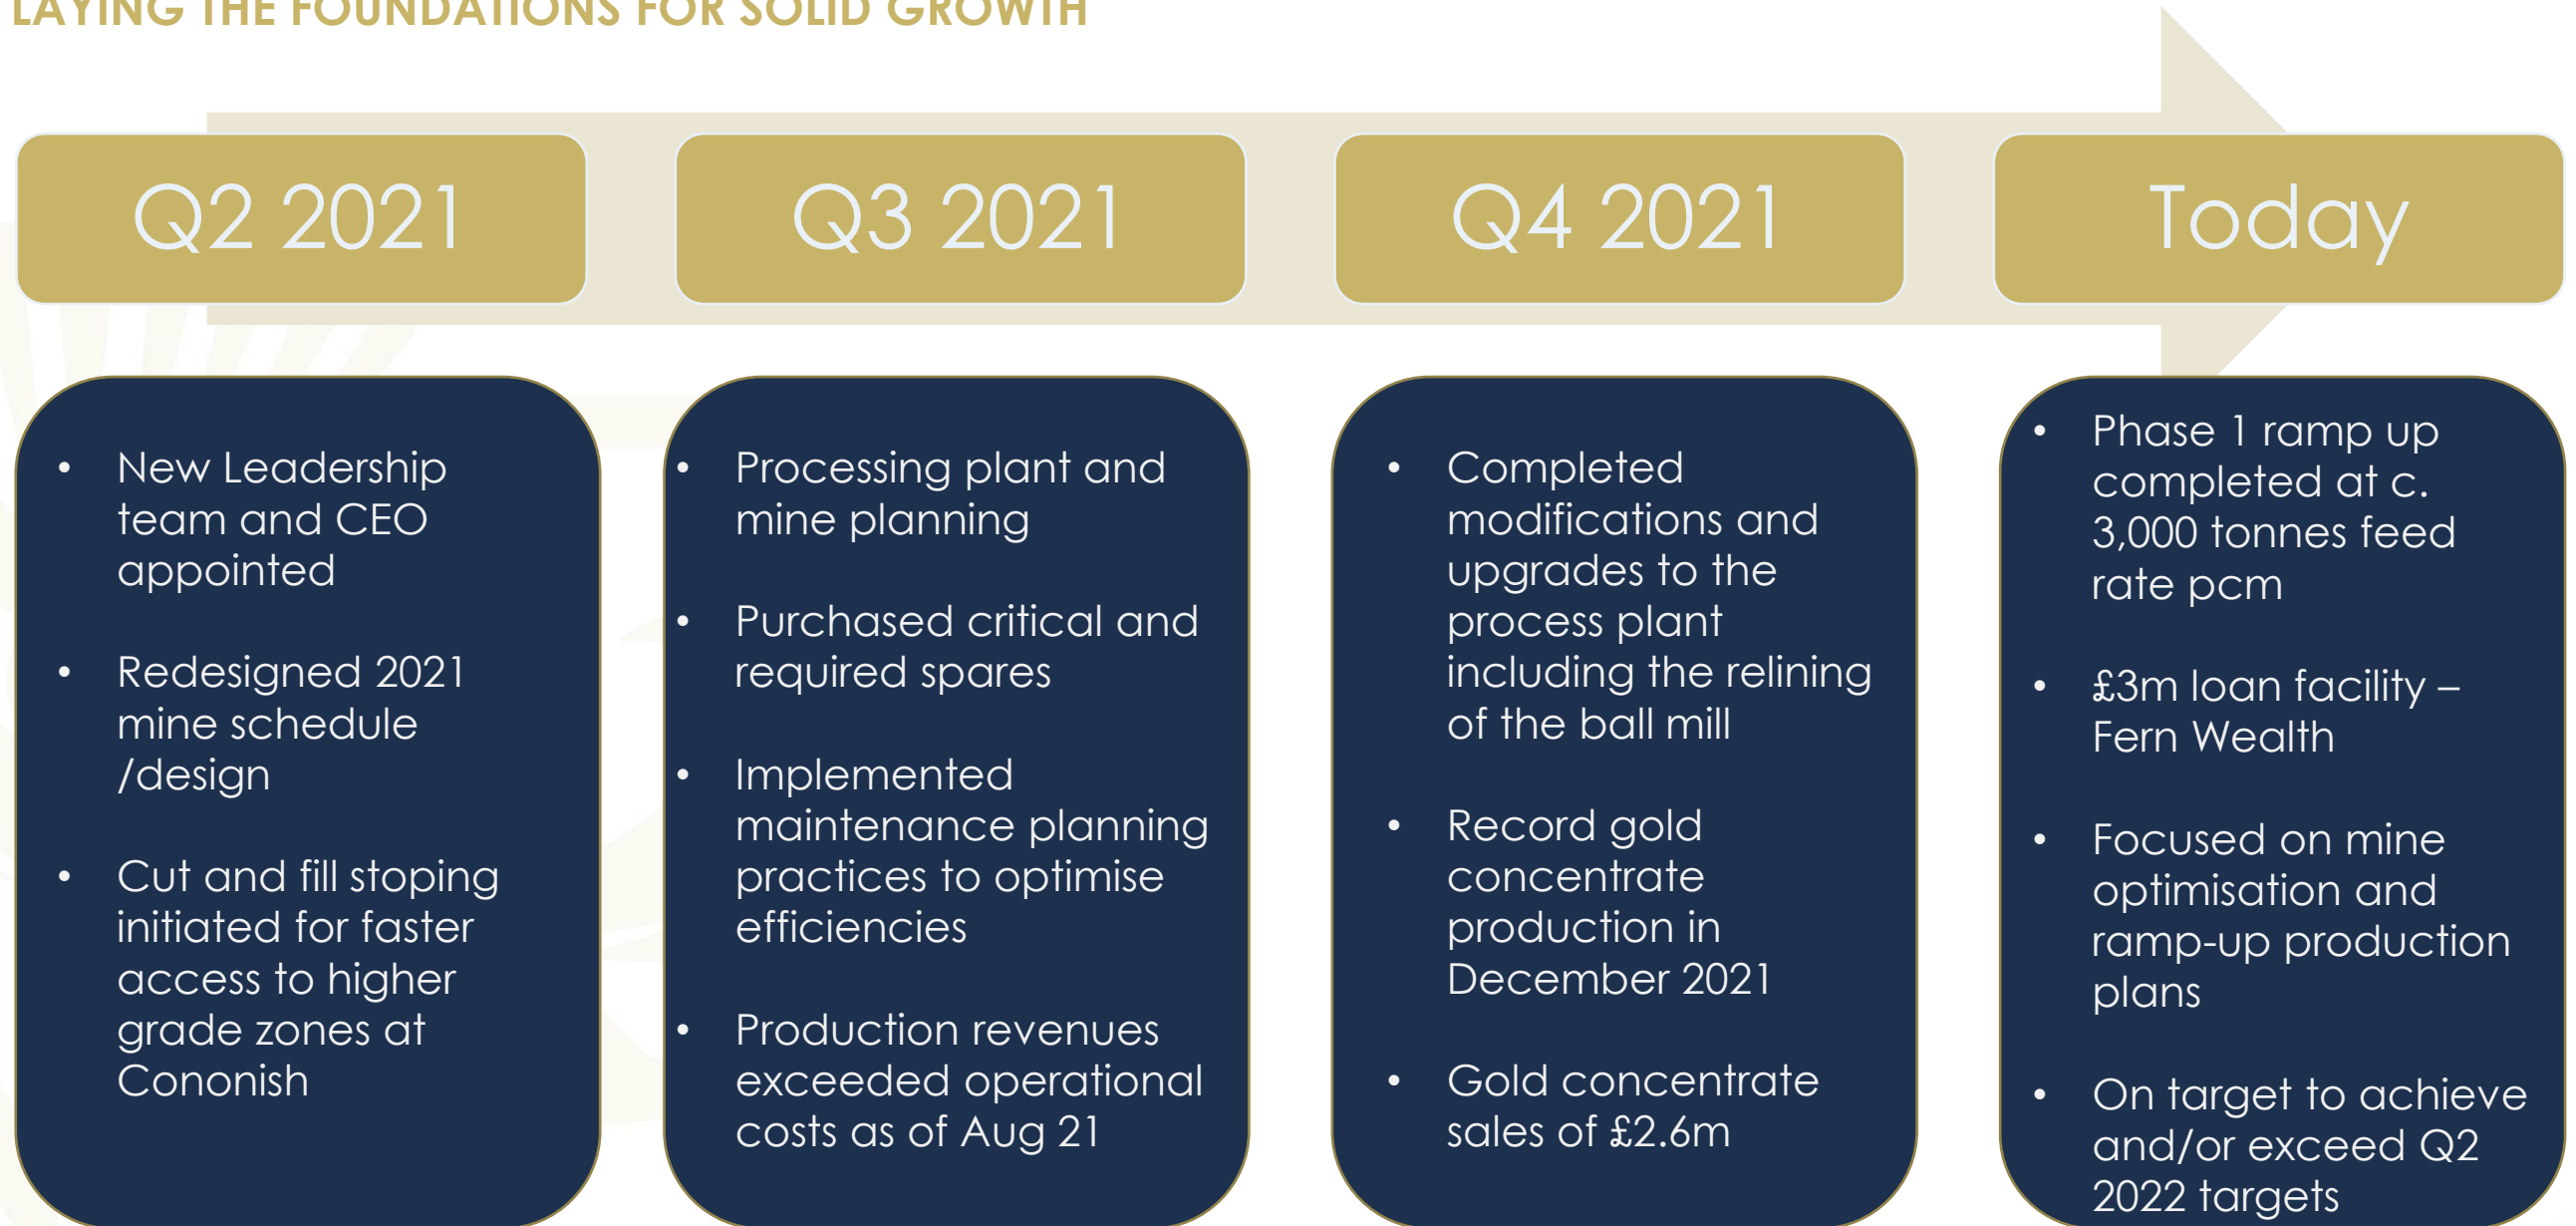 LAYING THE FOUNDATIONS FOR SOLID GROWTH
Q2 2021
Q3 2021
Q4 2021
Today
• New Leadership
team and CEO
appointed
• Redesigned 2021
mine schedule
/design
• Cut and fill stoping
initiated for faster
access to higher
grade zones at
Cononish
• Processing plant and
mine planning
• Purchased critical and
required spares
• Implemented
maintenance planning
practices to optimise
efficiencies
• Production revenues
exceeded operational
costs as of Aug 21
• Completed
modifications and
upgrades to the
process plant
including the relining
of the ball mill
• Record gold
concentrate
production in
December 2021
• Gold concentrate
sales of £2.6m
• Phase 1 ramp up
completed at c.
3,000 tonnes feed
rate pcm
• £3m loan facility –
Fern Wealth
• Focused on mine
optimisation and
ramp-up production
plans
• On target to achieve
and/or exceed Q2
2022 targets